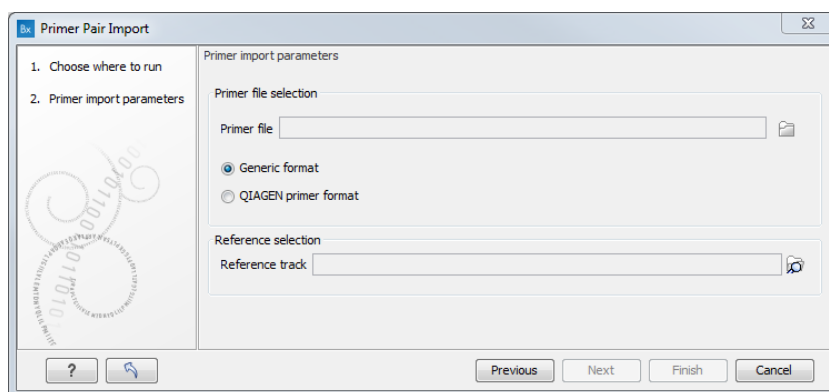 Bx Primer Pair Import
1. Choose where to run
2. Primer import parameters
Primer import parameters
Primer file selection
Primer file
Generic format
QIAGEN primer format
Reference selection
Reference track
?
Previous
Next
Finish
Cancel